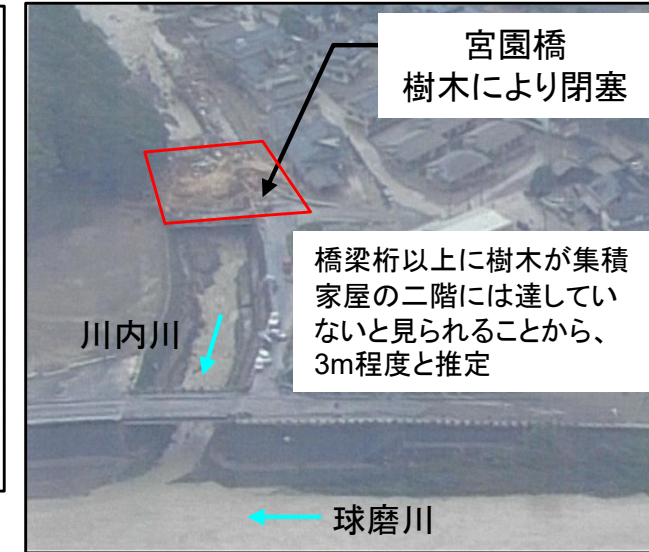 宮園橋
樹木により閉塞
橋梁桁以上に樹木が集積
家屋の二階には達してい
ないと見られることから、
3m程度と推定
川内川
球磨川